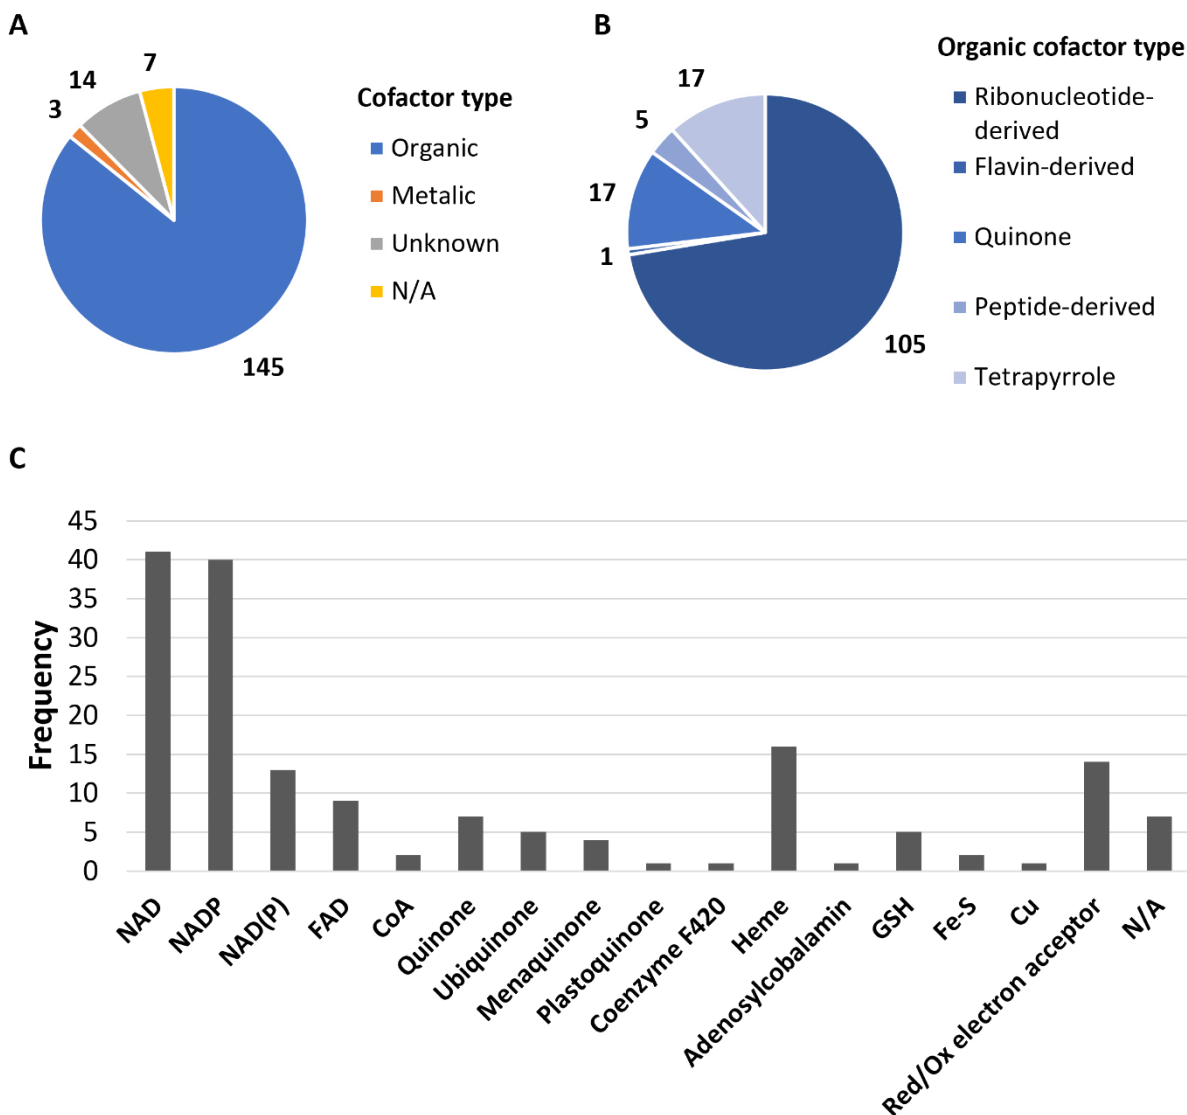 A
7
14
3
145
Cofactor type
Organic
Metalic
Unknown
N/A
B
17
5
17
1
105
Organic cofactor type
Ribonucleotide-
derived
Flavin-derived
Quinone
Peptide-derived
Tetrapyrrole
C
Frequency
45
40
35
30
25
20
15
10
5
0
NAD
NADP
NAD(P)
FAD
CoA
Quinone
Ubiquinone
Menaquinone
Plastoquinone
Coenzyme F420
Heme
Adenosylcobalamin
GSH
Fe-S
Cu
Red/Ox electron acceptor
N/A